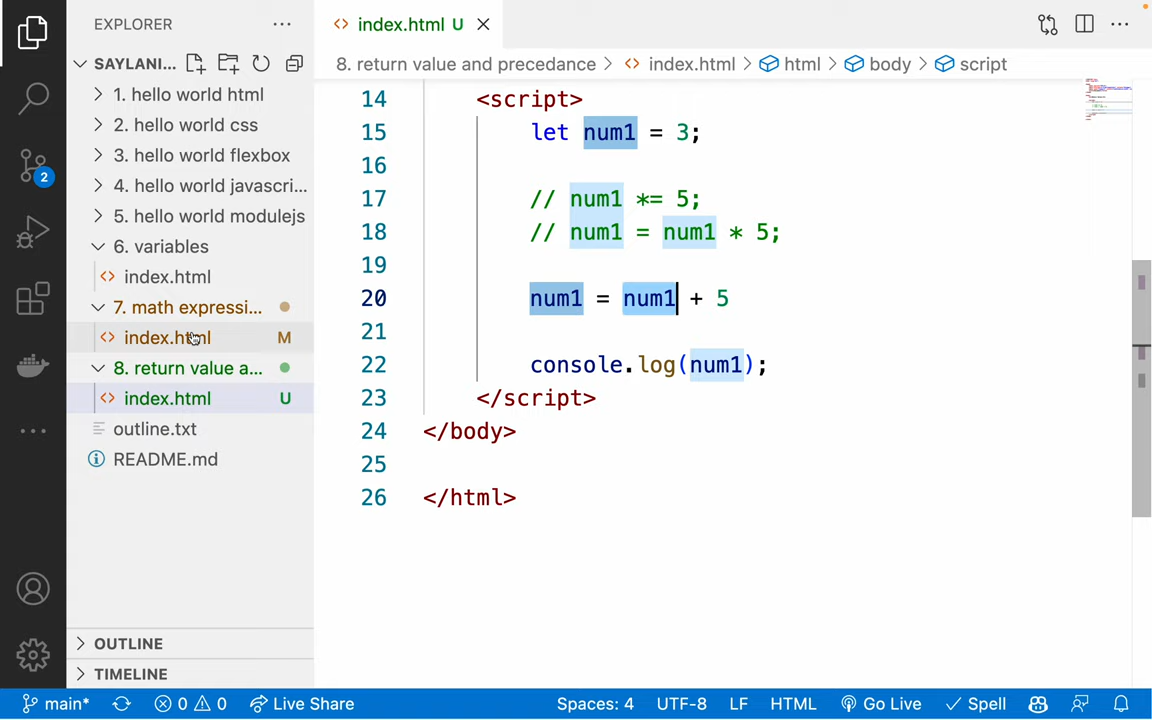 EXPLORER
SAYLANI...
1. hello world html
2. hello world css
3. hello world flexbox
4. hello world javascri...
5. hello world modulejs
6. variables
index.html
7. math expressi...
index.html M
8. return value a...
index.html U
outline.txt
README.md
OUTLINE
TIMELINE
2
index.html U
8. return value and precedance > index.html > html > body > script
14 <script>
15 let num1 = 3;
16
17 // num1 *= 5;
18 // num1 = num1 * 5;
19
20 num1 = num1 + 5
21
22 console.log(num1);
23 </script>
24 </body>
25
26 </html>
main* 0 0 Live Share Spaces: 4 UTF-8 LF HTML Go Live Spell